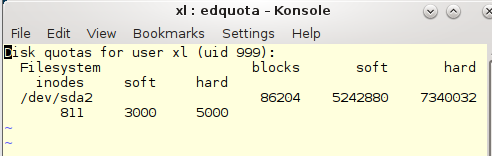 xl : edquota – Konsole
File Edit View Bookmarks Settings Help
Disk quotas for user xl (uid 999):
Filesystem blocks soft hard
inodes soft hard
/dev/sda2 86204 5242880 7340032
811 3000 5000
~
~